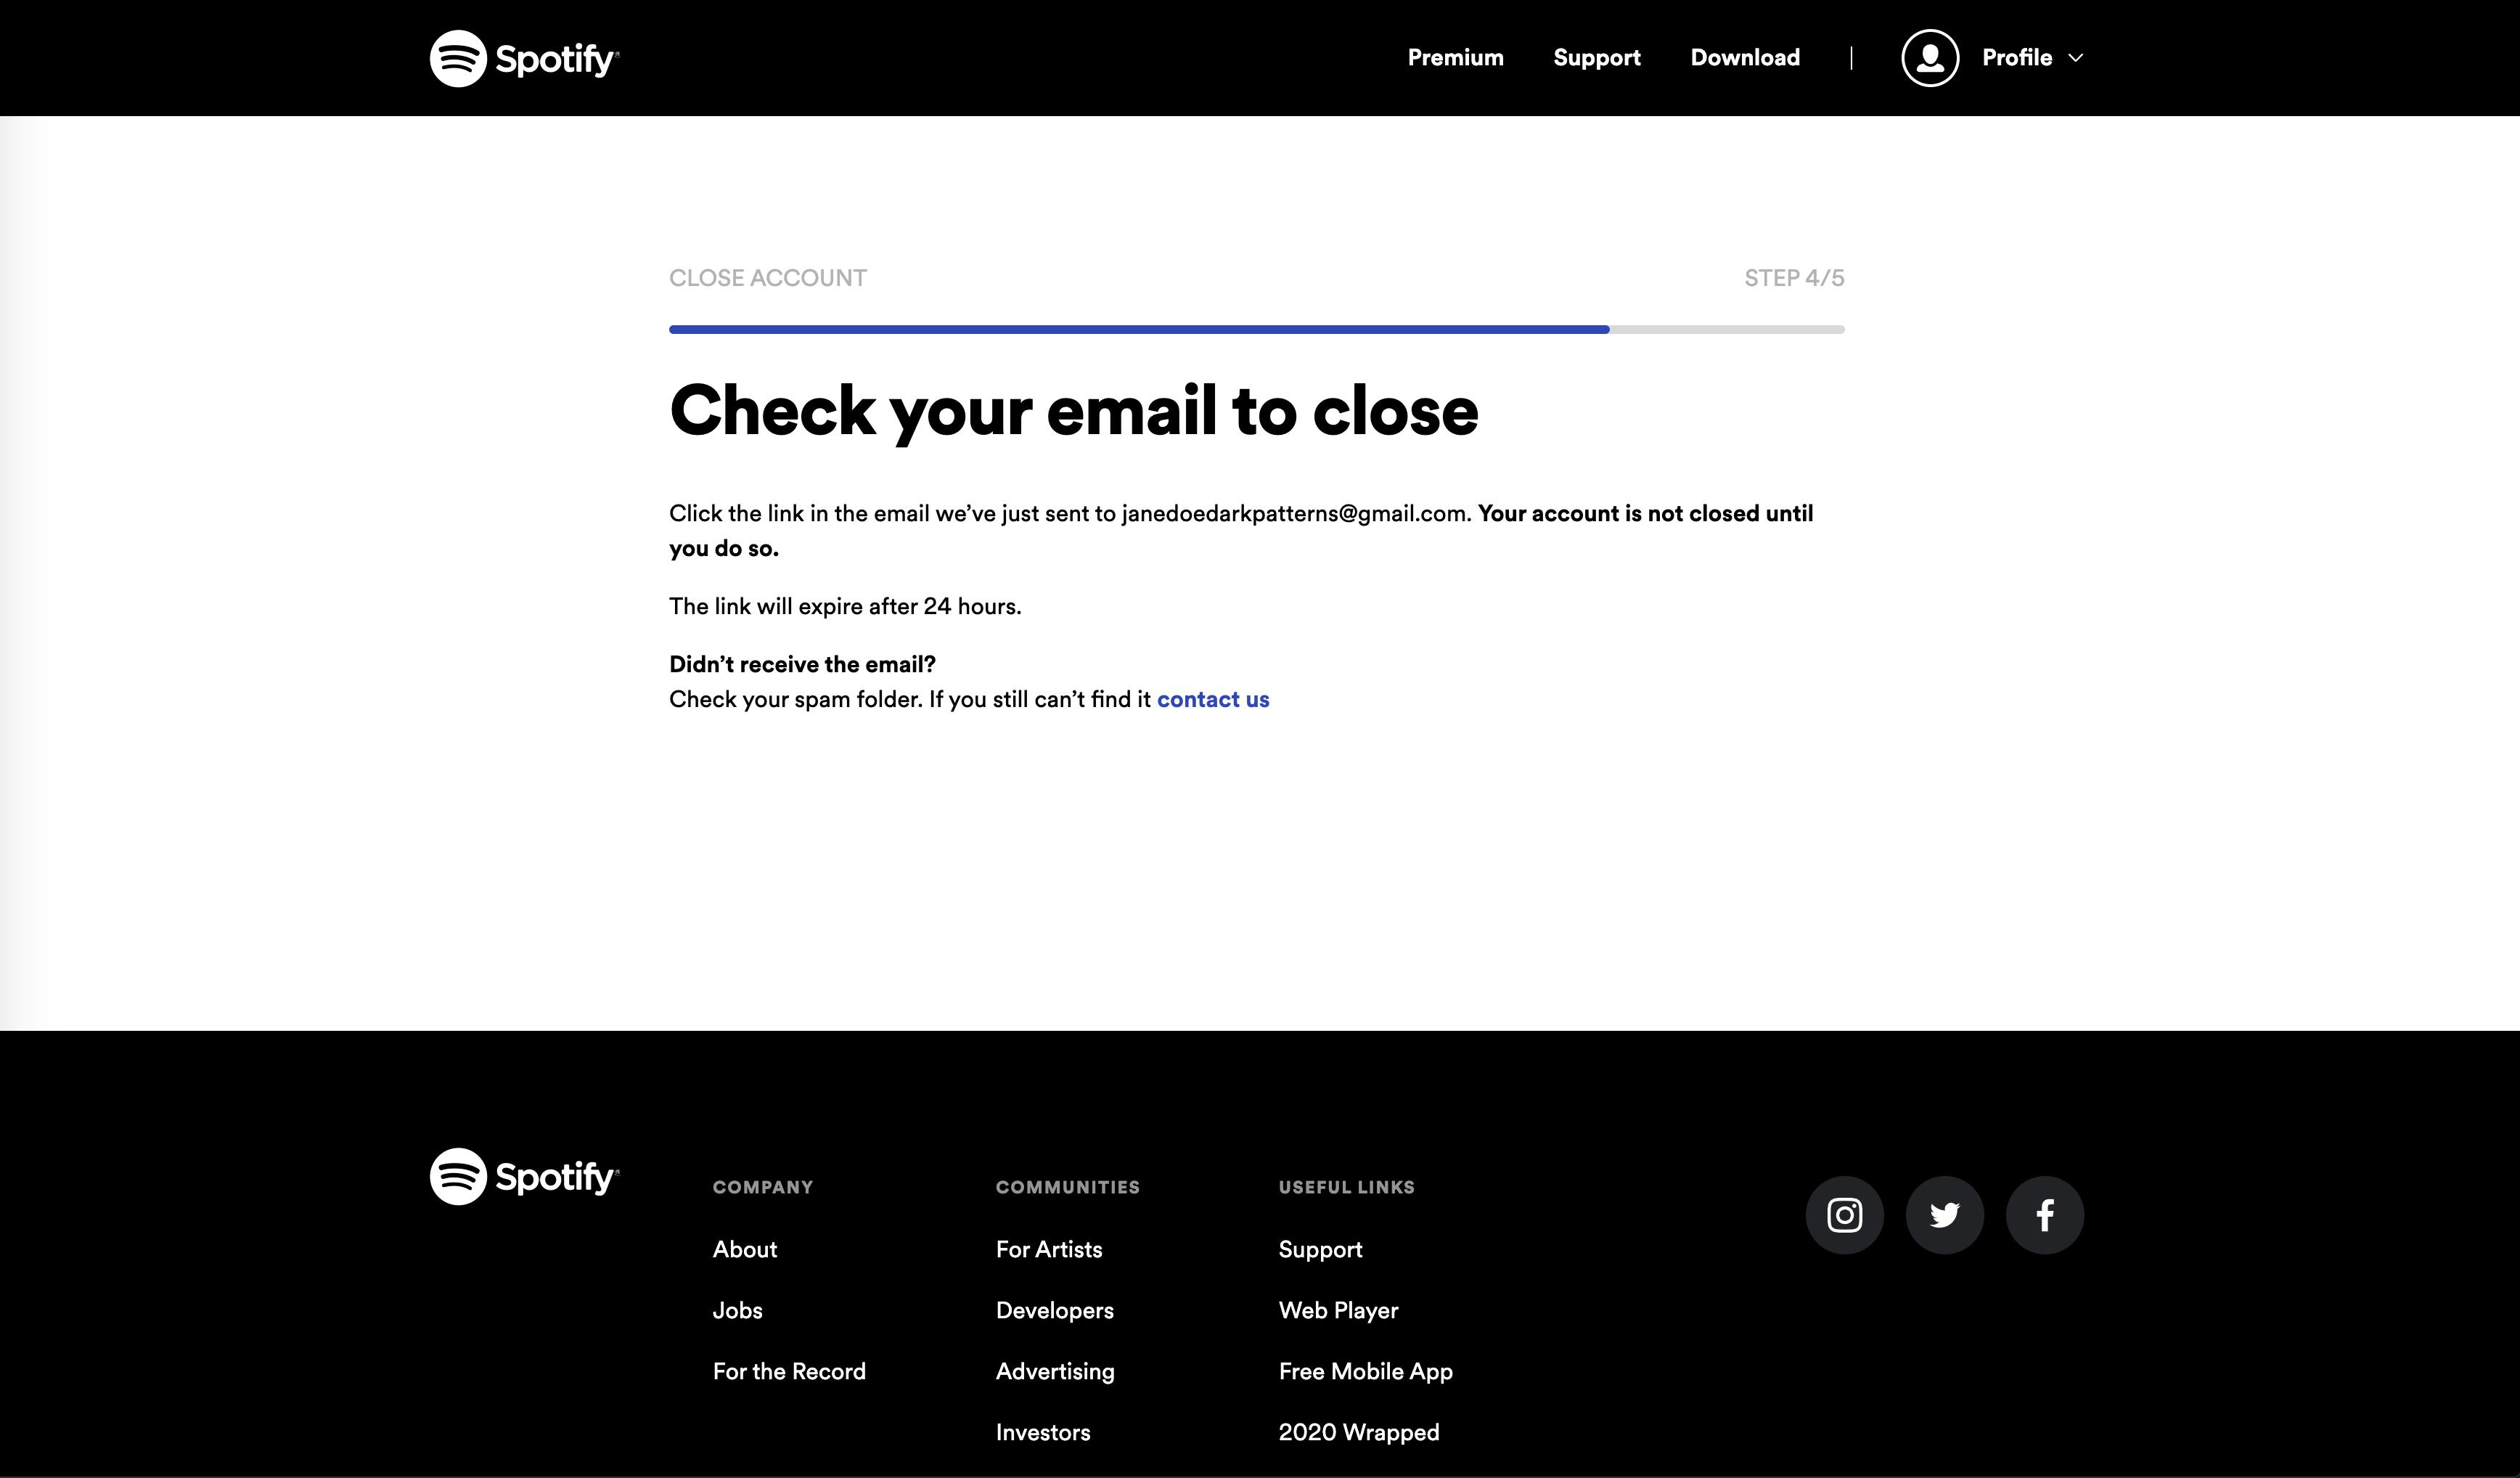 Spotify
Premium
Support
Download
Profile
CLOSE ACCOUNT
STEP 4/5
Check your email to close
Click the link in the email we’ve just sent to janedoedarkpatterns@gmail.com. Your account is not closed until
you do so.
The link will expire after 24 hours.
Didn’t receive the email?
Check your spam folder. If you still can’t find it contact us
Spotify
COMPANY
About
Jobs
For the Record
COMMUNITIES
For Artists
Developers
Advertising
Investors
USEFUL LINKS
Support
Web Player
Free Mobile App
2020 Wrapped